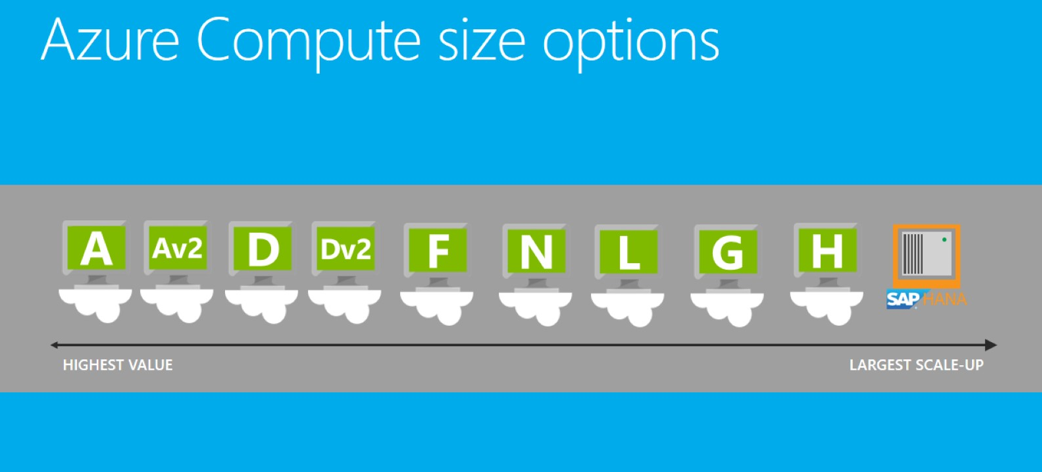 Azure Compute size options
A Av2 D Dv2 F N L G H
SAP HANA
HIGHEST VALUE
LARGEST SCALE-UP